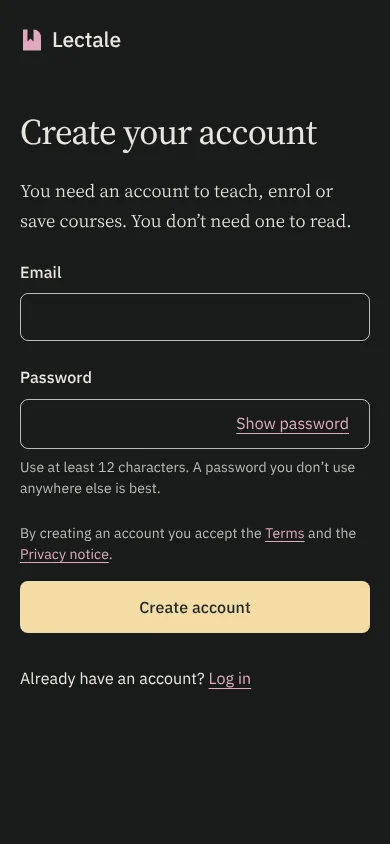 Lectale
Create your account
You need an account to teach, enrol or
save courses. You don’t need one to read.
Email
Password
Show password
Use at least 12 characters. A password you don’t use
anywhere else is best.
By creating an account you accept the Terms and the
Privacy notice.
Create account
Already have an account? Log in